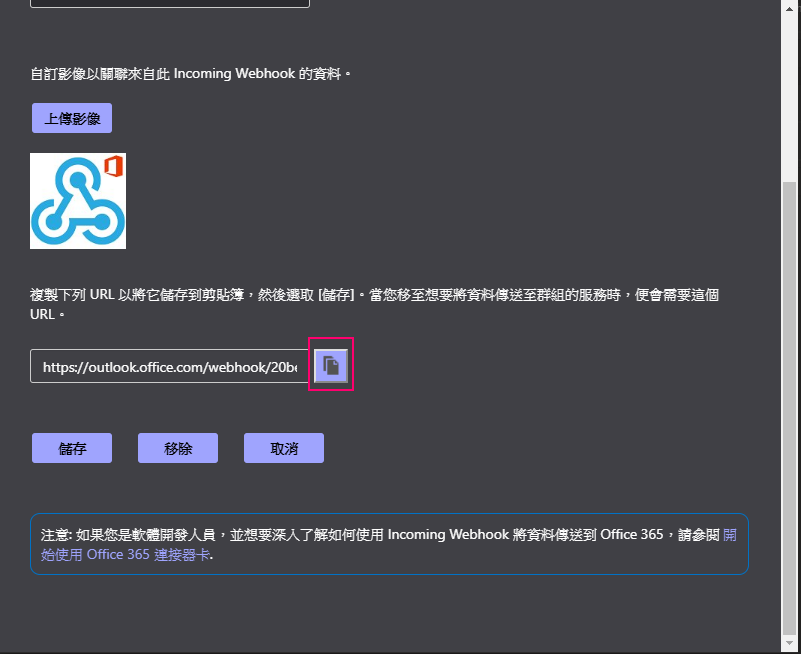 自訂影像以關聯來自此 Incoming Webhook 的資料。
上傳影像
複製下列 URL 以將它儲存到剪貼簿，然後選取 [儲存]。當您移至想要將資料傳送至群組的服務時，便會需要這個
URL。
https://outlook.office.com/webhook/20be
儲存 移除 取消
注意: 如果您是軟體開發人員，並想要深入了解如何使用 Incoming Webhook 將資料傳送到 Office 365，請參閱 開
始使用 Office 365 連接器卡.